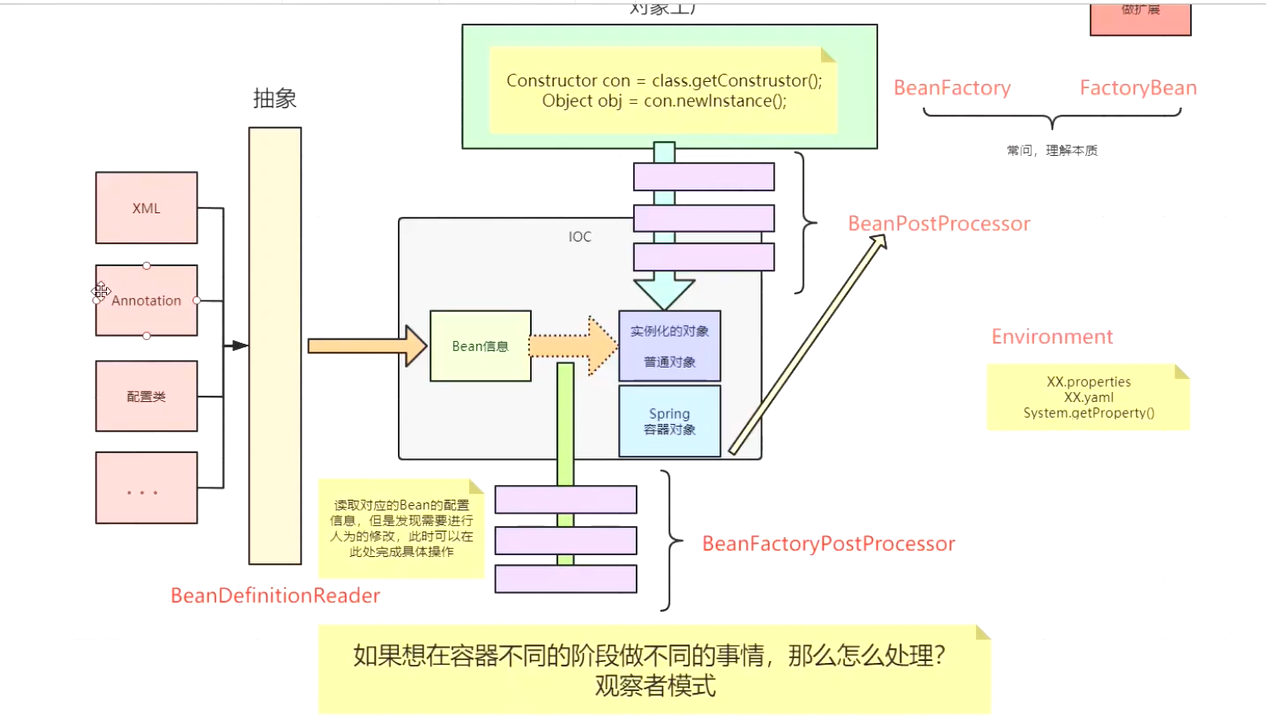 对象工厂
做扩展
Constructor con = class.getConstrustor();
Object obj = con.newInstance();
BeanFactory
FactoryBean
常问，理解本质
抽象
XML
Annotation
配置类
. . .
BeanDefinitionReader
IOC
Bean信息
实例化的对象
普通对象
Spring
容器对象
BeanPostProcessor
Environment
XX.properties
XX.yaml
System.getProperty()
读取对应的Bean的配置
信息，但是发现需要进行
人为的修改，此时可以在
此处完成具体操作
BeanFactoryPostProcessor
如果想在容器不同的阶段做不同的事情，那么怎么处理？
观察者模式